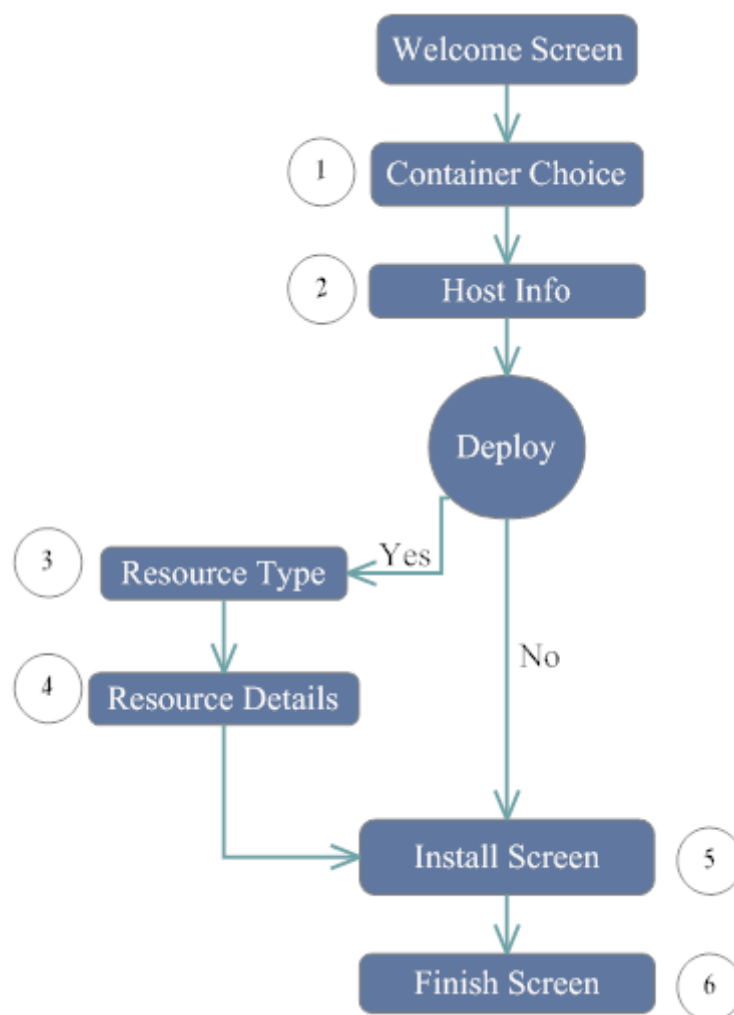 Welcome Screen
1
Container Choice
2
Host Info
Deploy
Yes
3
Resource Type
No
4
Resource Details
Install Screen
5
Finish Screen
6